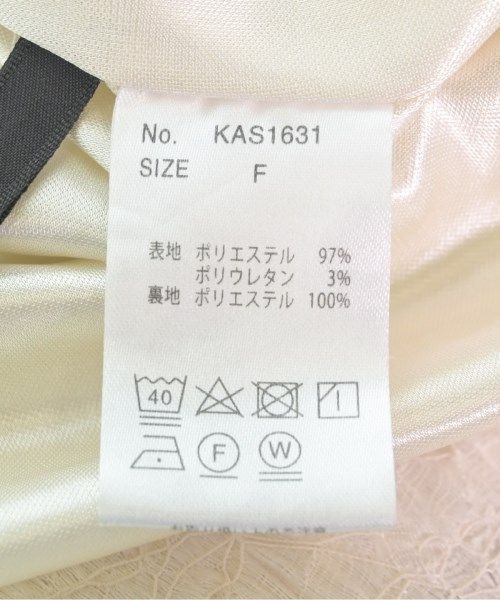 No. KAS1631
SIZE F
表地 ポリエステル 97%
ポリウレタン 3%
裏地 ポリエステル 100%
40
F W